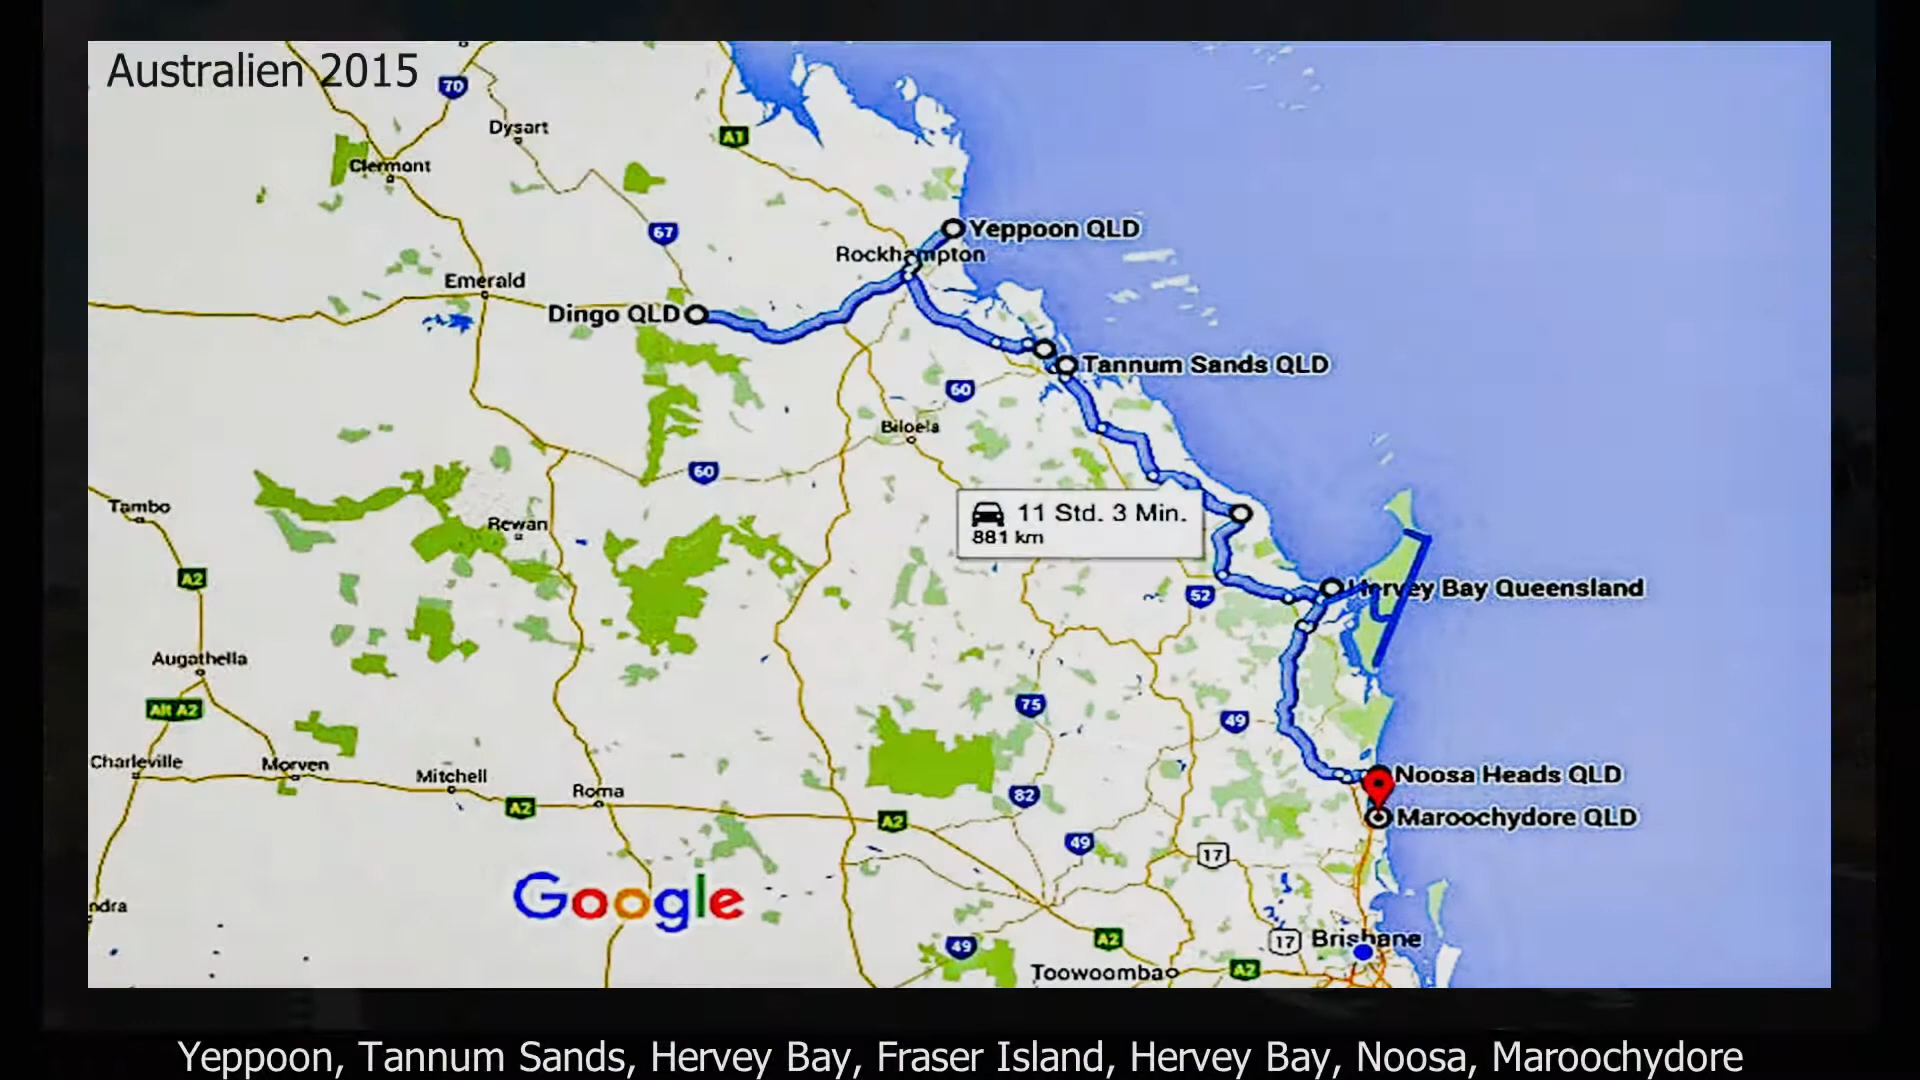 Australien 2015
70
Dysart
A1
Clermont
67
Yeppoon QLD
Rockhampton
Emerald
Dingo QLD
Tannum Sands QLD
60
Biloela
60
Tambo
Rewan
11 Std. 3 Min.
881 km
A2
52
Hervey Bay Queensland
Augathella
Alt A2
75
49
Charleville
Morven
Mitchell
Roma
Noosa Heads QLD
A2
82
A2
Maroochydore QLD
49
17
Google
ndra
49
A2
17
Brisbane
Toowoomba
A2
Yeppoon, Tannum Sands, Hervey Bay, Fraser Island, Hervey Bay, Noosa, Maroochydore